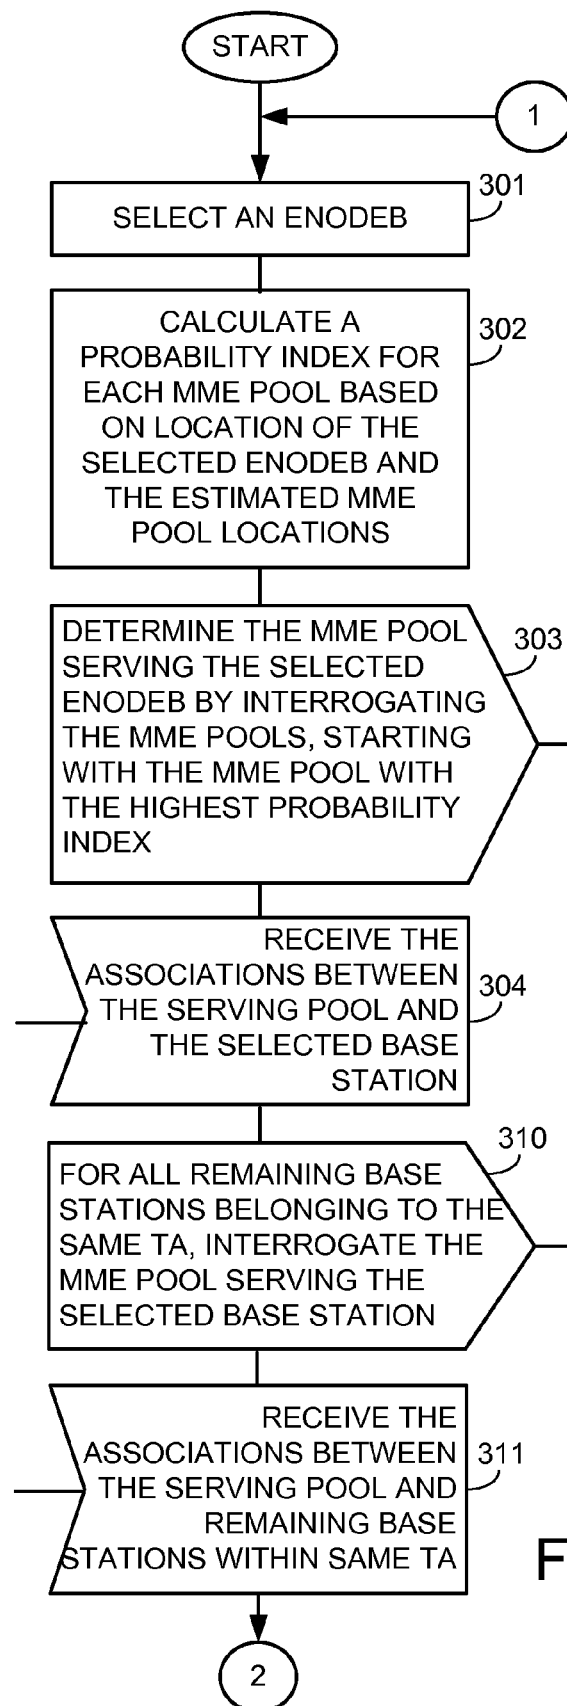 START
1
301
SELECT AN ENODEB
302
CALCULATE A
PROBABILITY INDEX FOR
EACH MME POOL BASED
ON LOCATION OF THE
SELECTED ENODEB AND
THE ESTIMATED MME
POOL LOCATIONS
303
DETERMINE THE MME POOL
SERVING THE SELECTED
ENODEB BY INTERROGATING
THE MME POOLS, STARTING
WITH THE MME POOL WITH
THE HIGHEST PROBABILITY
INDEX
304
RECEIVE THE
ASSOCIATIONS BETWEEN
THE SERVING POOL AND
THE SELECTED BASE
STATION
310
FOR ALL REMAINING BASE
STATIONS BELONGING TO THE
SAME TA, INTERROGATE THE
MME POOL SERVING THE
SELECTED BASE STATION
311
RECEIVE THE
ASSOCIATIONS BETWEEN
THE SERVING POOL AND
REMAINING BASE
STATIONS WITHIN SAME TA
F
2